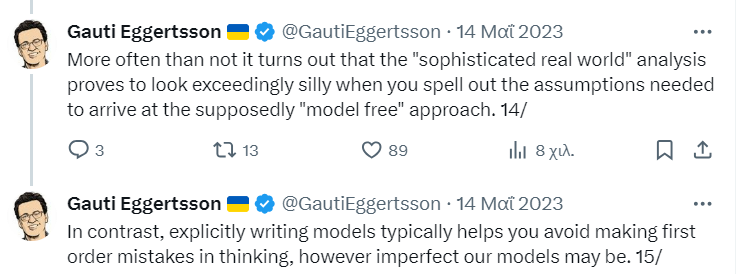 Gauti Eggertsson @GautiEggertsson · 14 Μαΐ 2023
More often than not it turns out that the "sophisticated real world" analysis
proves to look exceedingly silly when you spell out the assumptions needed
to arrive at the supposedly "model free" approach. 14/
3 13 89 8 χιλ.
Gauti Eggertsson @GautiEggertsson · 14 Μαΐ 2023
In contrast, explicitly writing models typically helps you avoid making first
order mistakes in thinking, however imperfect our models may be. 15/